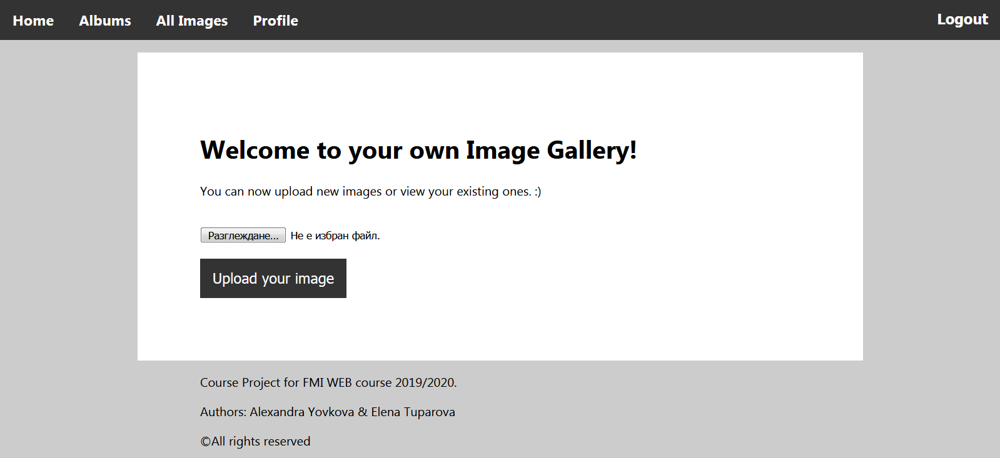 Home Albums All Images Profile Logout
Welcome to your own Image Gallery!
You can now upload new images or view your existing ones. :)
Разглеждане... Не е избран файл.
Upload your image
Course Project for FMI WEB course 2019/2020.
Authors: Alexandra Yovkova & Elena Tuparova
©All rights reserved